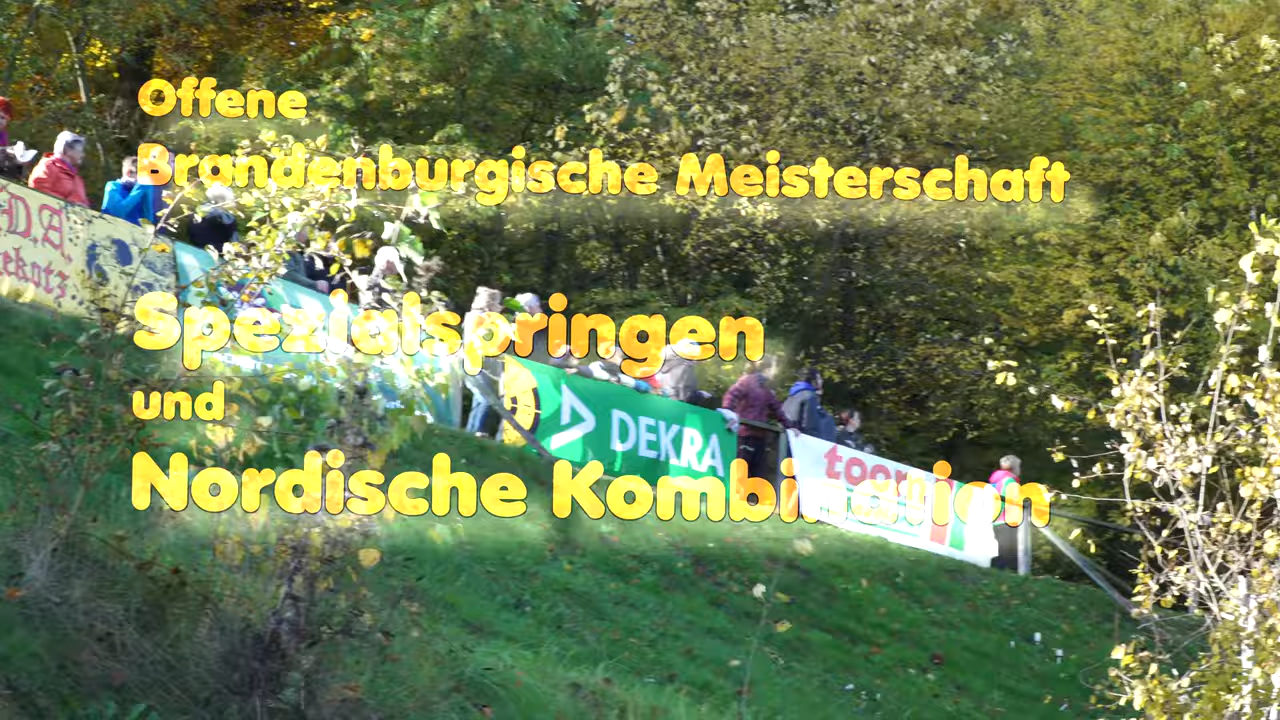 Offene
Brandenburgische Meisterschaft
D.A.
Spezialspringen
und
DEKRA
Nordische Kombination